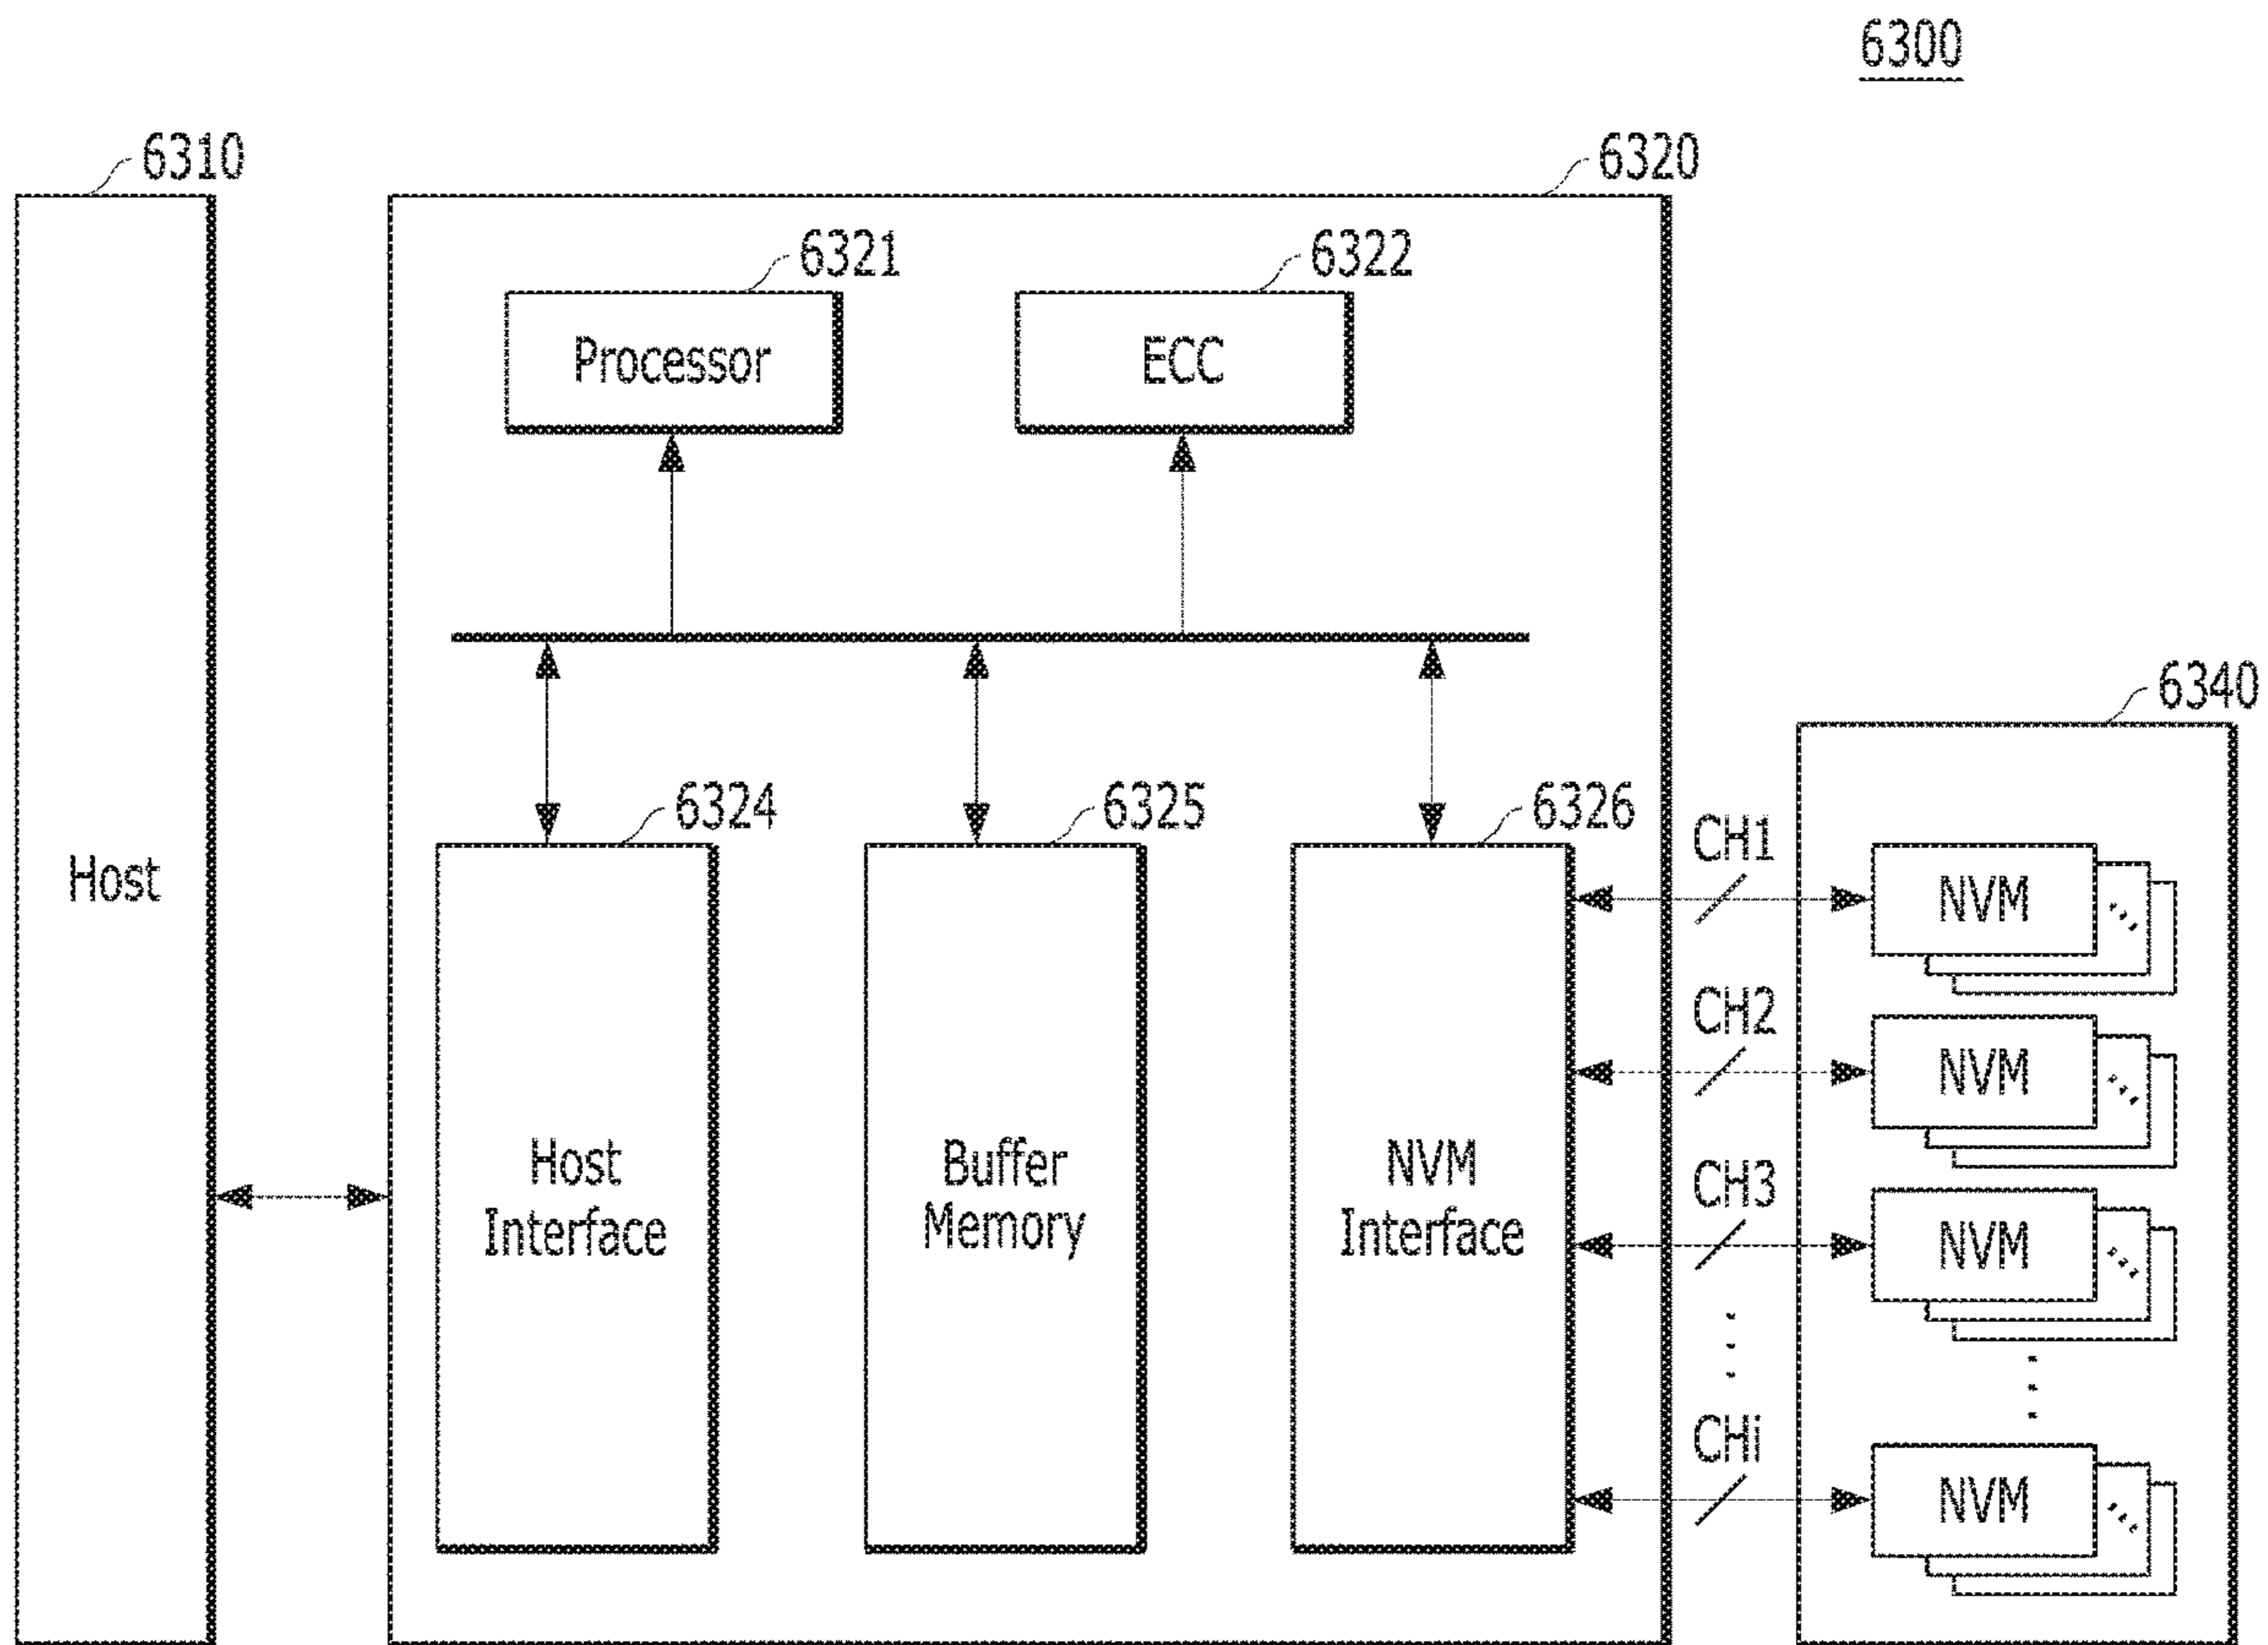 6300
6310
6320
6321
6322
Processor
ECC
6340
6324
6325
6326
CH1
Host
NVM
...
CH2
NVM
...
Host
Interface
Buffer
Memory
NVM
Interface
CH3
NVM
...
CHi
NVM
...